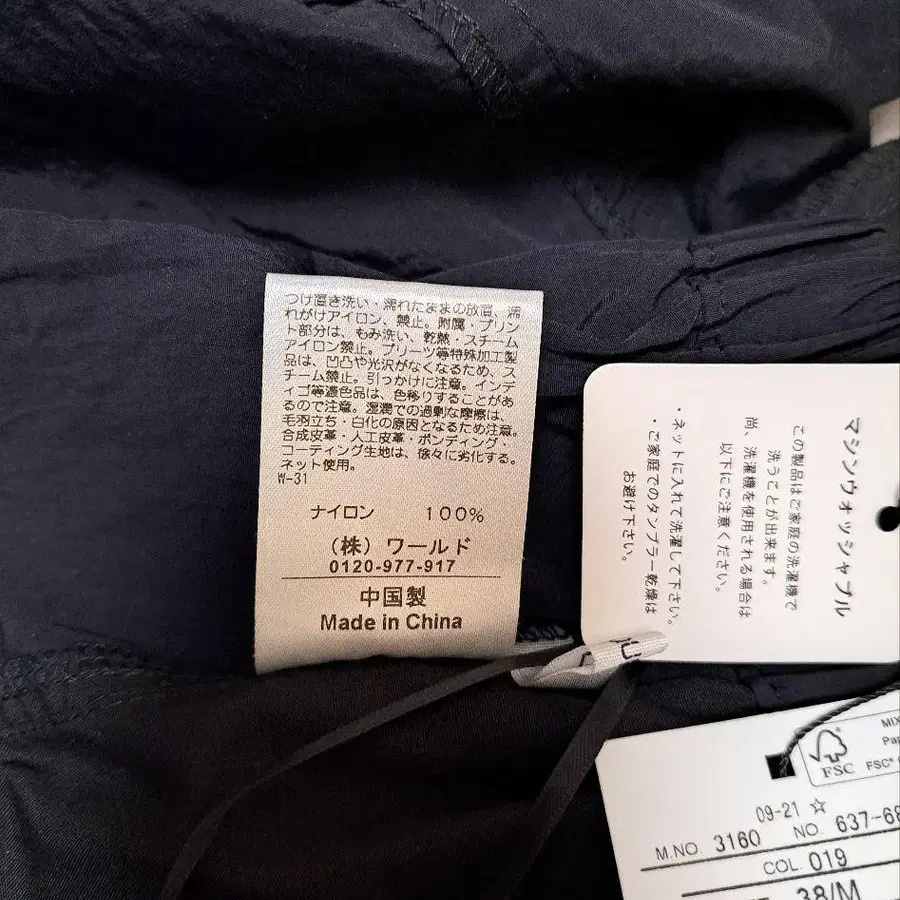 つけ置き洗い・濡れたままの放置、濡
れがけアイロン、禁止。附属・プリン
ト部分は、もみ洗い、乾燥・スチーム
アイロン禁止。プリーツ等特殊加工製
品は、凹凸や光沢がなくなるため、ス
チーム禁止。引っかけに注意。インデ
ィゴ等濃色品は、色移りすることがあ
るので注意。湿潤での過剰な摩擦は、
毛羽立ち・白化の原因となるため注意。
合成皮革・人工皮革・ボンディング・
コーティング生地は、徐々に劣化する。
ネット使用。
W-31
ナイロン 100%
（株）ワールド
0120-977-917
中国製
Made in China
マシンウォッシャブル
この製品はご家庭の洗濯機で
洗うことが出来ます。
尚、洗濯機を使用される場合は
以下にご注意ください。
・ネットに入れて洗濯して下さい。
・ご家庭でのタンブラー乾燥は
お避け下さい。
FSC
MIX
FSC®
09-21 ☆
M.NO. 3160 NO. 637-68
COL. 019
38/M